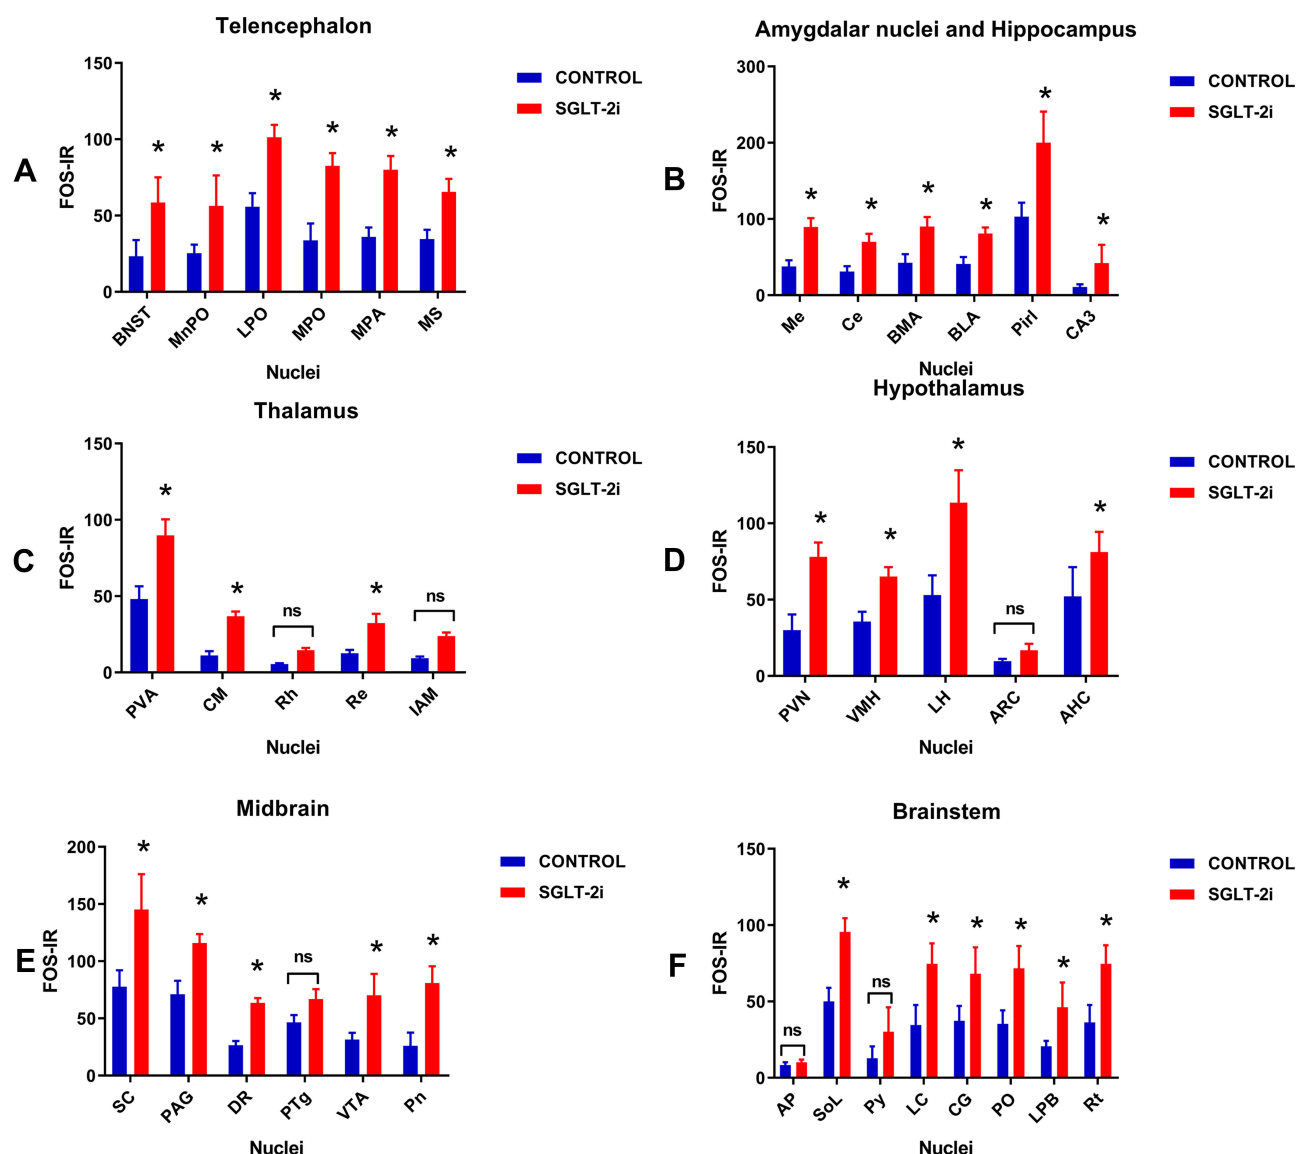 Telencephalon
A
FOS-IR
150
100
50
0
* * * * * *
BNST MnPO LPO MPO MPA MS
Nuclei
CONTROL
SGLT-2i
Amygdalar nuclei and Hippocampus
B
FOS-IR
300
200
100
0
* * * * * *
Me Ce BMA BLA Pirl CA3
Nuclei
CONTROL
SGLT-2i
Thalamus
C
FOS-IR
150
100
50
0
* * ns * ns
PVA CM Rh Re IAM
Nuclei
CONTROL
SGLT-2i
Hypothalamus
D
FOS-IR
150
100
50
0
* * * ns *
PVN VMH LH ARC AHC
Nuclei
CONTROL
SGLT-2i
Midbrain
E
FOS-IR
200
150
100
50
0
* * * ns * *
SC PAG DR PTg VTA Pn
Nuclei
CONTROL
SGLT-2i
Brainstem
F
FOS-IR
150
100
50
0
ns * ns * * * * *
AP SoL Py LC CG PO LPB Rt
Nuclei
CONTROL
SGLT-2i